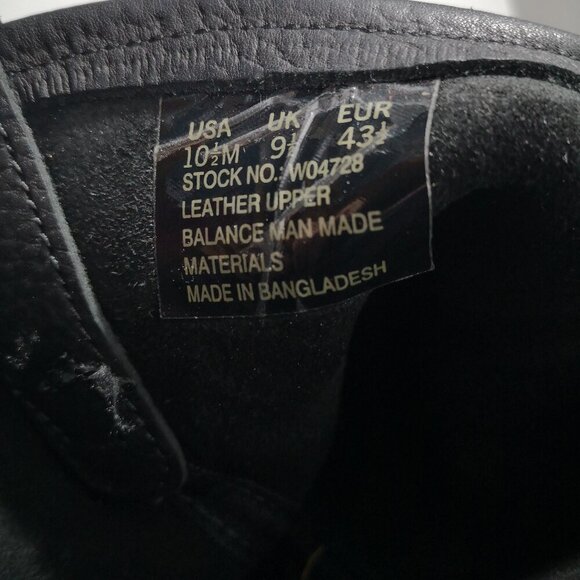 USA UK EUR
10½M 9½ 43½
STOCK NO.: W04728
LEATHER UPPER
BALANCE MAN MADE
MATERIALS
MADE IN BANGLADESH